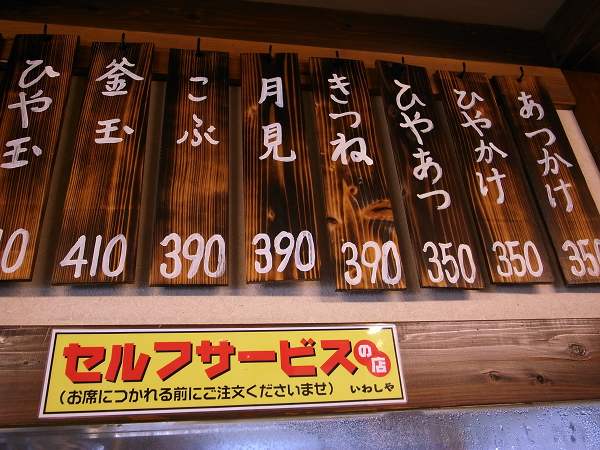 あつかけ
350
ひやかけ
350
ひやあつ
350
きつね
390
月見
390
こぶ
390
釜玉
410
ひや玉
10
セルフサービスの店
(お席につかれる前にご注文くださいませ) いわしや